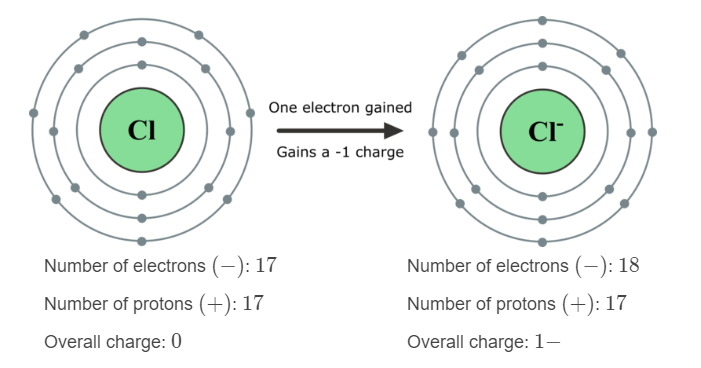 Cl
One electron gained
Gains a -1 charge
Cl⁻
Number of electrons (−): 17
Number of protons (+): 17
Overall charge: 0
Number of electrons (−): 18
Number of protons (+): 17
Overall charge: 1−